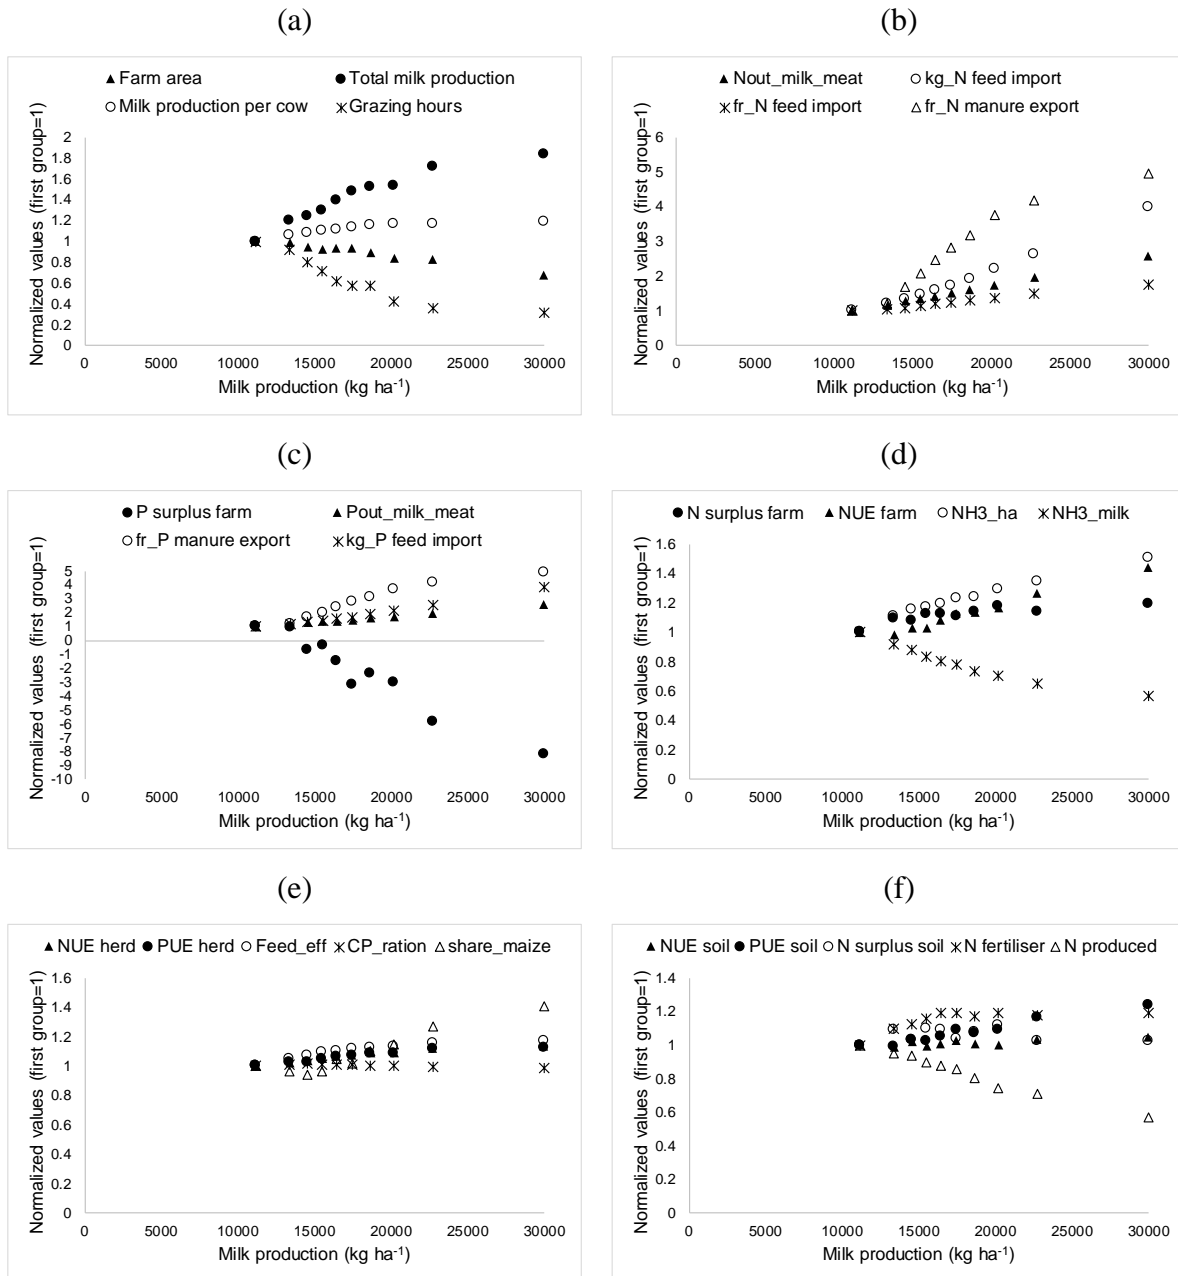 (a)
▲ Farm area ● Total milk production
○ Milk production per cow ⚹ Grazing hours
Normalized values (first group=1)
2
1.8
1.6
1.4
1.2
1
0.8
0.6
0.4
0.2
0
0 5000 10000 15000 20000 25000 30000
Milk production (kg ha⁻¹)
(b)
▲ Nout_milk_meat ○ kg_N feed import
⚹ fr_N feed import △ fr_N manure export
Normalized values (first group=1)
6
5
4
3
2
1
0
0 5000 10000 15000 20000 25000 30000
Milk production (kg ha⁻¹)
(c)
● P surplus farm ▲ Pout_milk_meat
○ fr_P manure export ⚹ kg_P feed import
Normalized values (first group=1)
5
4
3
2
1
0
-1
-2
-3
-4
-5
-6
-7
-8
-9
-10
0 5000 10000 15000 20000 25000 30000
Milk production (kg ha⁻¹)
(d)
● N surplus farm ▲ NUE farm ○ NH3_ha ⚹ NH3_milk
Normalized values (first group=1)
1.6
1.4
1.2
1
0.8
0.6
0.4
0.2
0
0 5000 10000 15000 20000 25000 30000
Milk production (kg ha⁻¹)
(e)
▲ NUE herd ● PUE herd ○ Feed_eff ⚹ CP_ration △ share_maize
Normalized values (first group=1)
1.6
1.4
1.2
1
0.8
0.6
0.4
0.2
0
0 5000 10000 15000 20000 25000 30000
Milk production (kg ha⁻¹)
(f)
▲ NUE soil ● PUE soil ○ N surplus soil ⚹ N fertiliser △ N produced
Normalized values (first group=1)
1.4
1.2
1
0.8
0.6
0.4
0.2
0
0 5000 10000 15000 20000 25000 30000
Milk production (kg ha⁻¹)